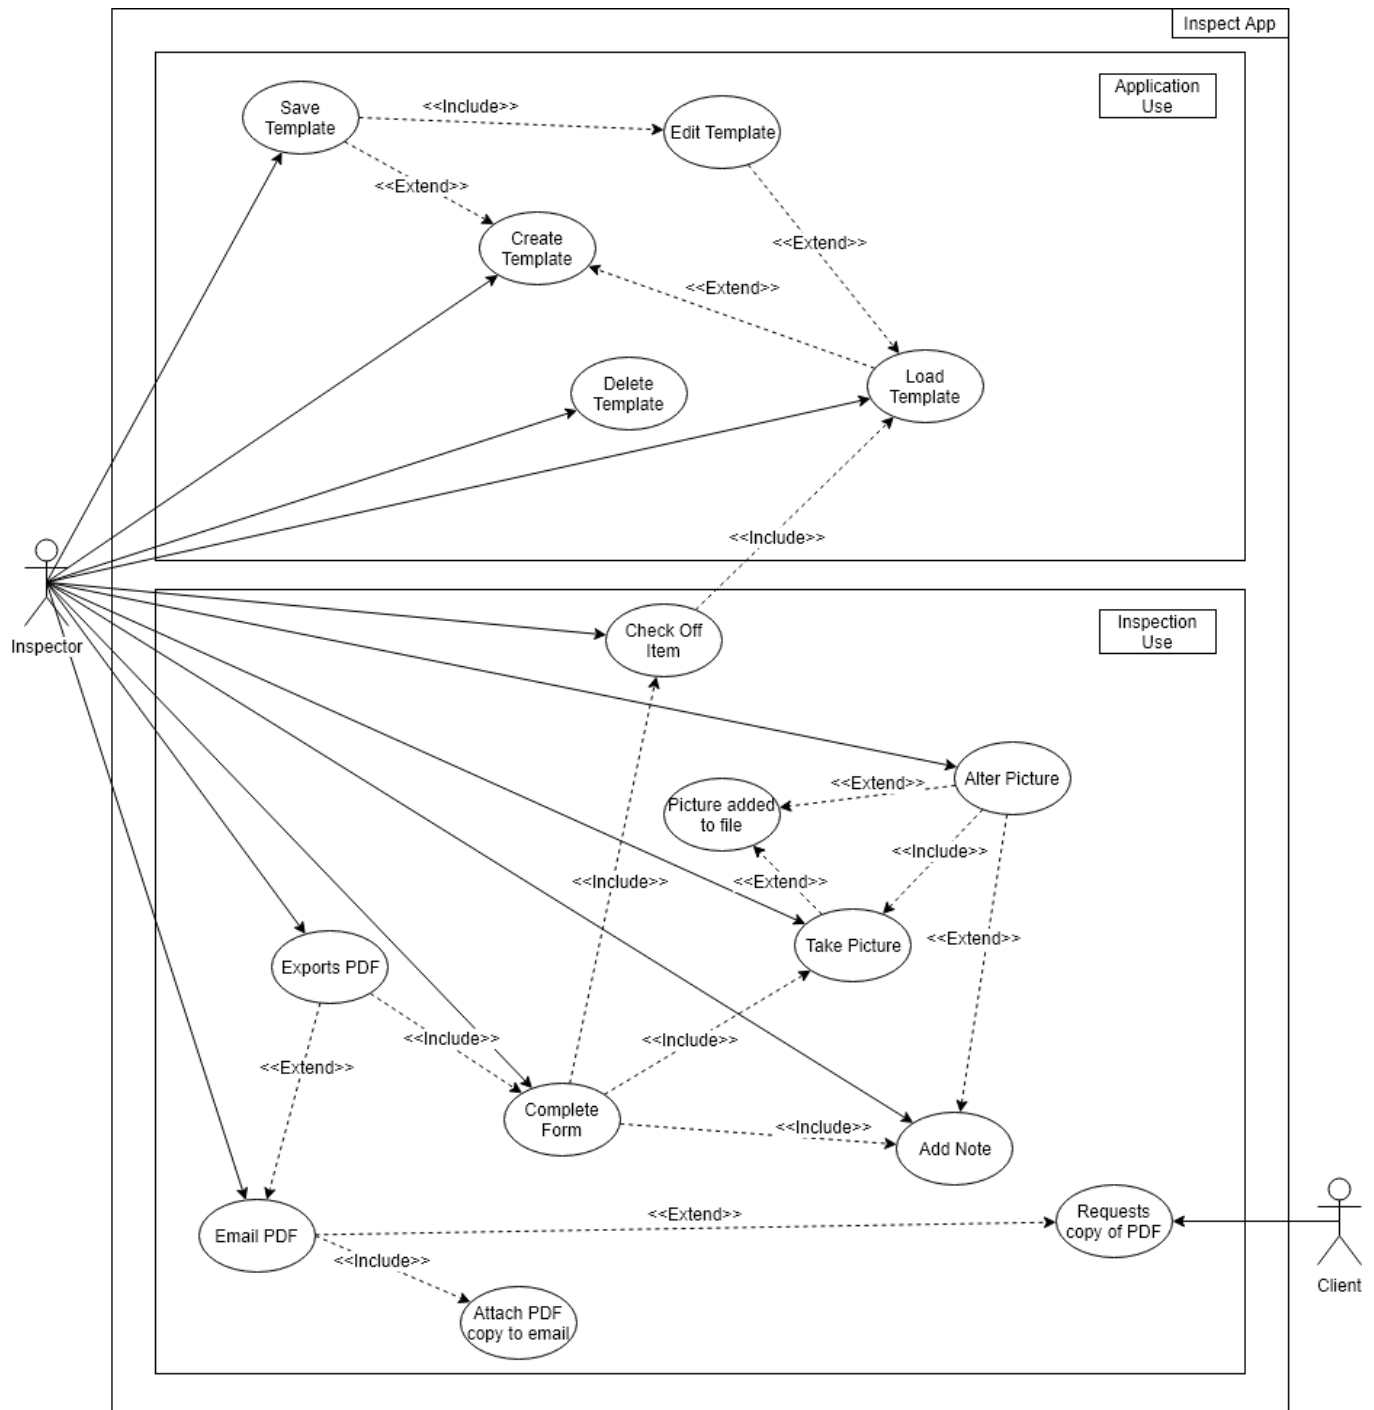 Inspect App
Application
Use
Save
Template
<<Include>>
Edit Template
<<Extend>>
Create
Template
<<Extend>>
<<Extend>>
Load
Template
Delete
Template
<<Include>>
Inspector
Inspection
Use
Check Off
Item
Alter Picture
<<Extend>>
Picture added
to file
<<Include>>
<<Include>>
<<Extend>>
<<Extend>>
Take Picture
Exports PDF
<<Include>>
<<Include>>
<<Extend>>
Complete
Form
<<Include>>
Add Note
<<Extend>>
Requests
copy of PDF
Email PDF
<<Include>>
Client
Attach PDF
copy to email